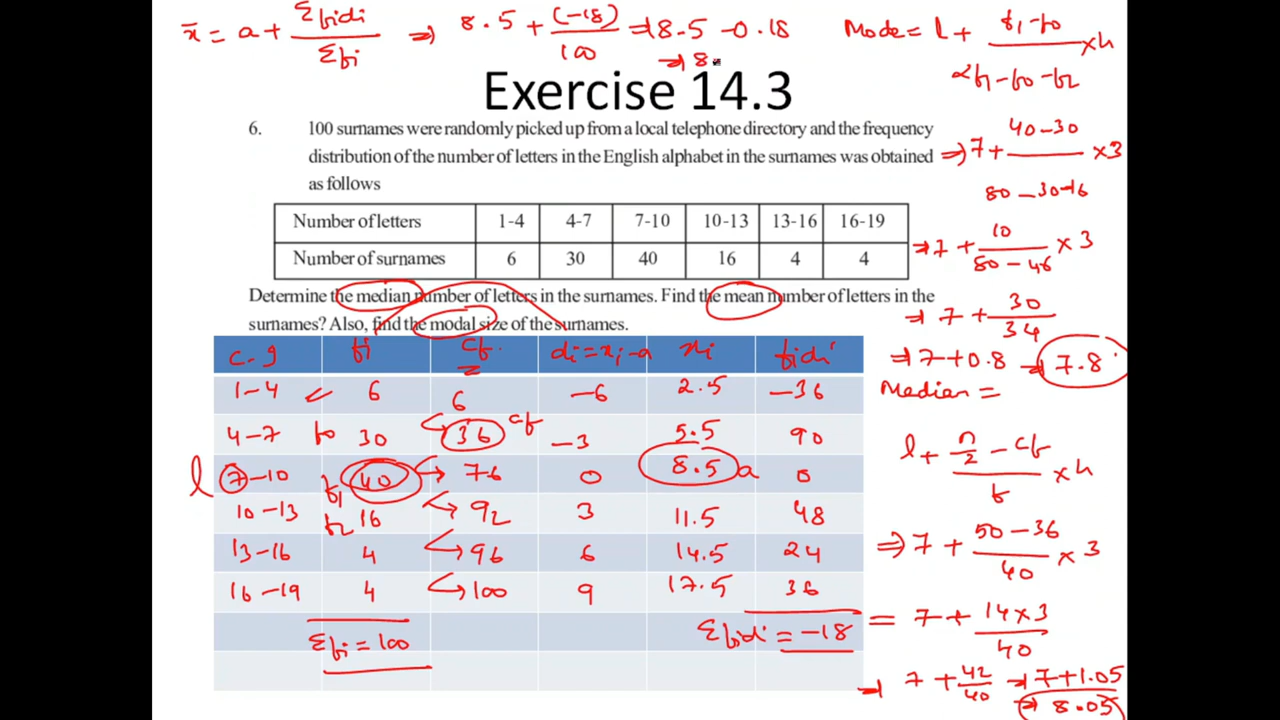 x̄ = a + Σfidi / Σfi ⇒ 8.5 + (-18) / 100 ⇒ 8.5 - 0.18
⇒ 8.
Mode = l + f1 - f0 / 2f1 - f0 - f2 × h
Exercise 14.3
6. 100 surnames were randomly picked up from a local telephone directory and the frequency
distribution of the number of letters in the English alphabet in the surnames was obtained
as follows
Number of letters 1-4 4-7 7-10 10-13 13-16 16-19
Number of surnames 6 30 40 16 4 4
Determine the median number of letters in the surnames. Find the mean number of letters in the
surnames? Also, find the modal size of the surnames.
c.g fi cf. di = xi - a xi fidi
1-4 6 6 -6 2.5 -36
4-7 f0 30 36 cf -3 5.5 90
l 7-10 f1 40 76 0 8.5 a 0
10-13 f2 16 92 3 11.5 48
13-16 4 96 6 14.5 24
16-19 4 100 9 17.5 36
Σfi = 100 Σfidi = -18
⇒ 7 + 40 - 30 / 80 - 30 - 16 × 3
⇒ 7 + 10 / 80 - 46 × 3
⇒ 7 + 30 / 34
⇒ 7 + 0.8 ⇒ 7.8
Median =
l + n/2 - cf / f × h
⇒ 7 + 50 - 36 / 40 × 3
= 7 + 14 × 3 / 40
⇒ 7 + 42 / 40 ⇒ 7 + 1.05
⇒ 8.05